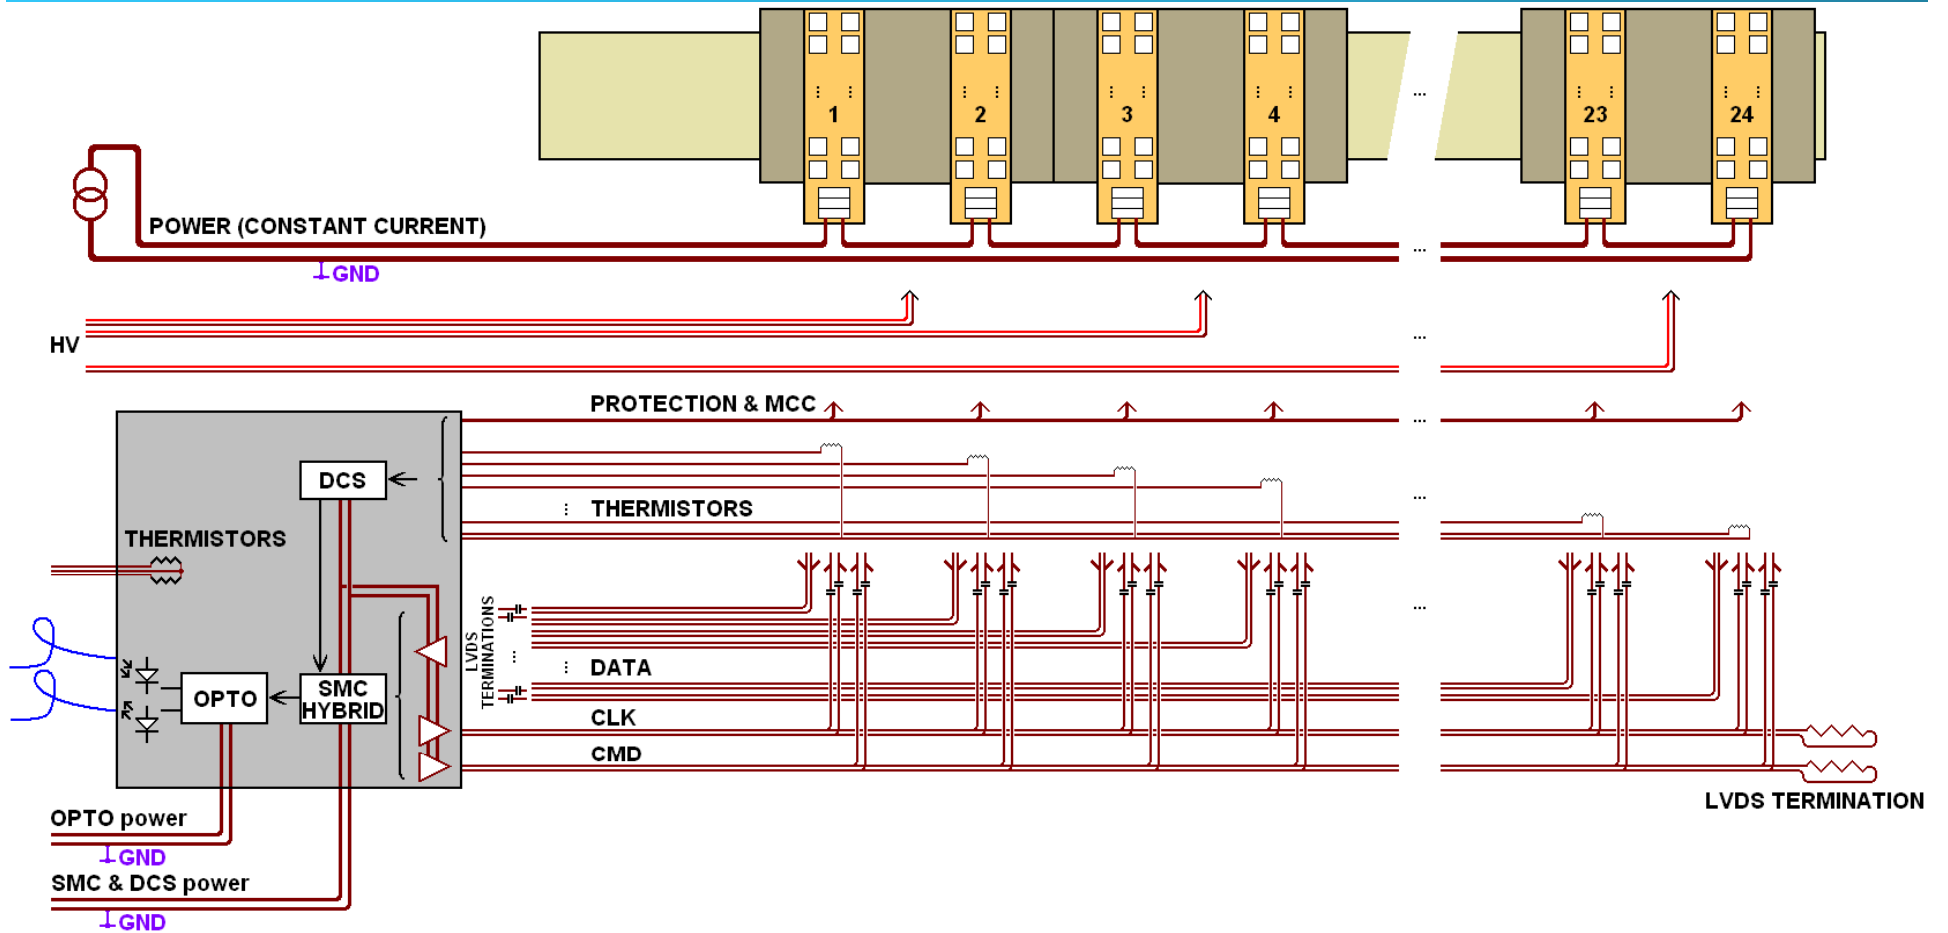 1 2 3 4 ... 23 24
POWER (CONSTANT CURRENT)
GND
...
HV
...
PROTECTION & MCC
...
DCS
THERMISTORS
...
THERMISTORS
LVDS
TERMINATIONS
...
DATA
OPTO
SMC
HYBRID
CLK
CMD
LVDS TERMINATION
OPTO power
GND
SMC & DCS power
GND